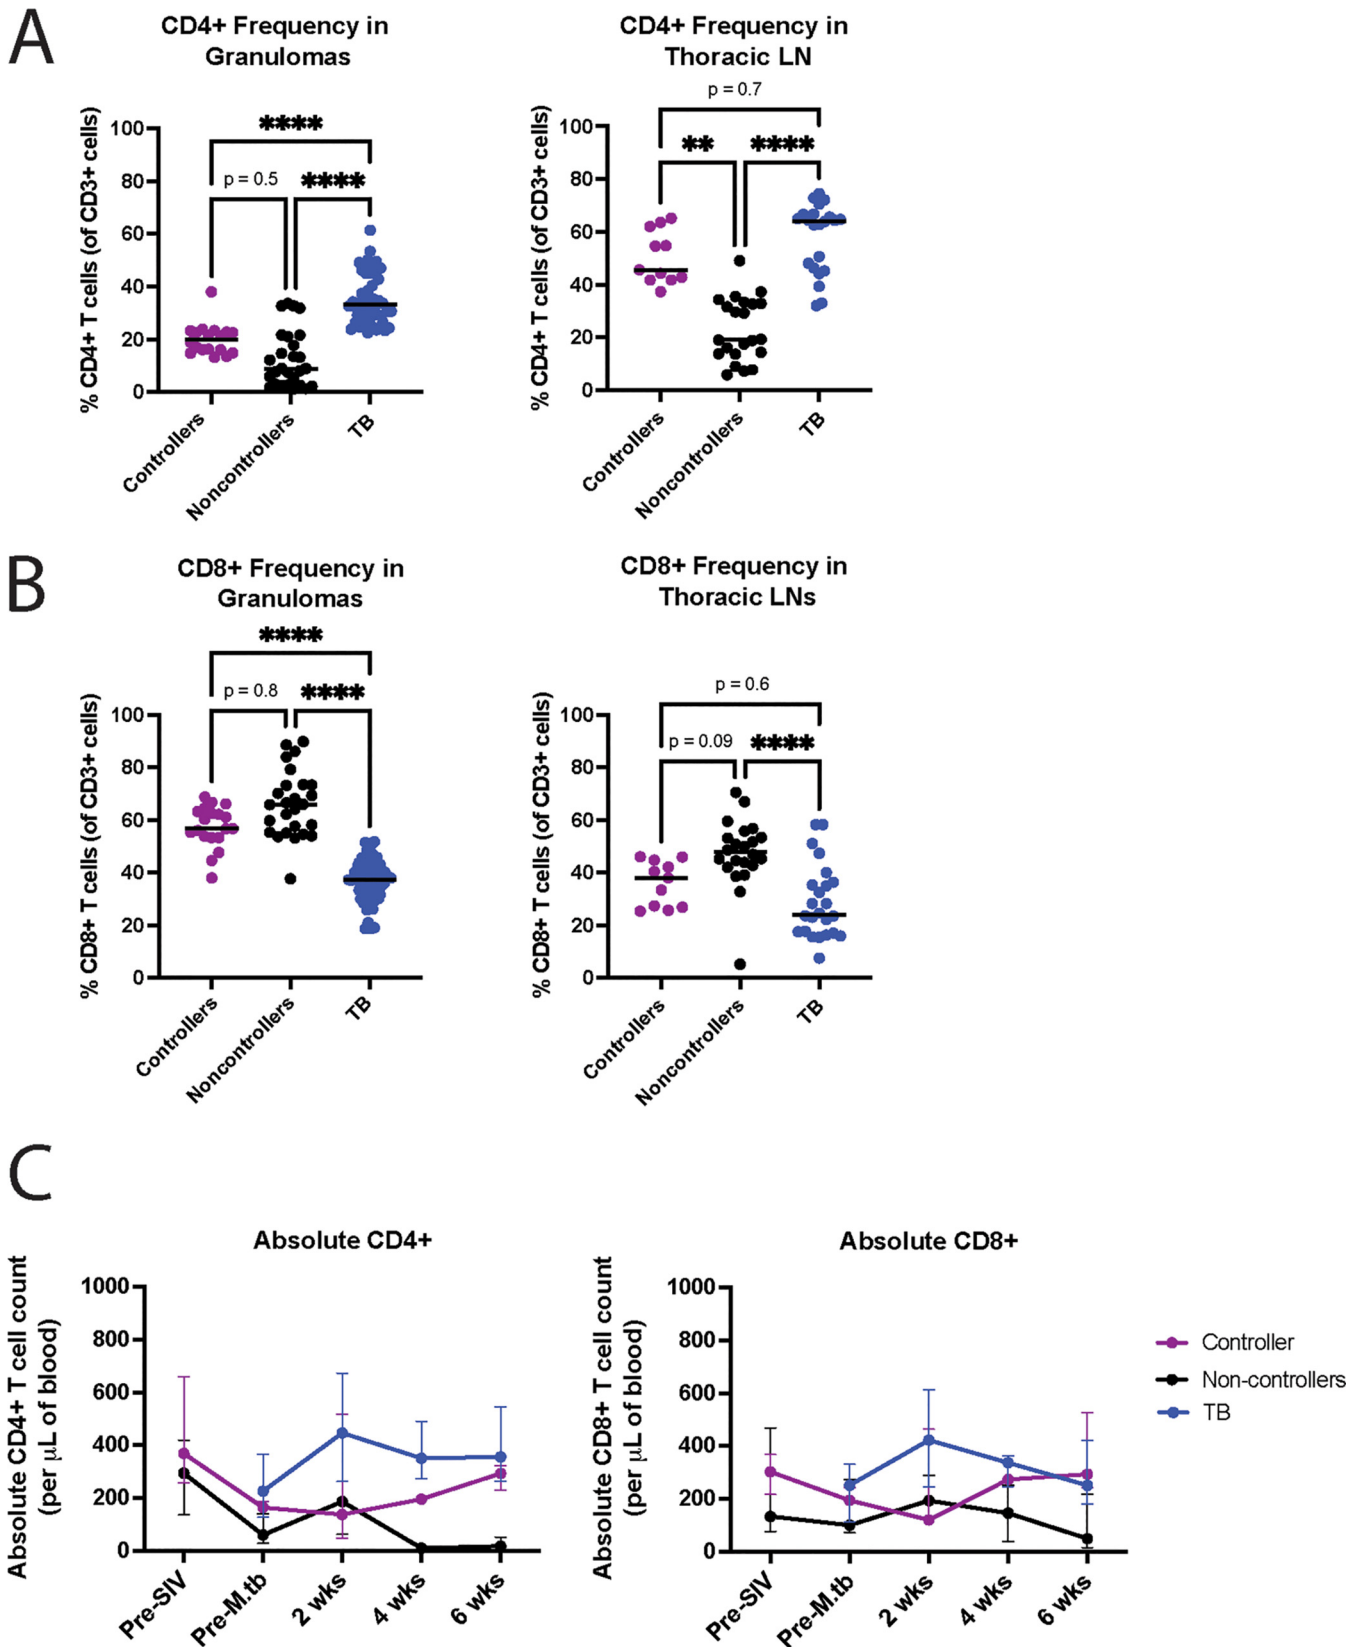 A
CD4+ Frequency in
Granulomas
% CD4+ T cells (of CD3+ cells)
100
80
60
40
20
0
****
p = 0.5
****
Controllers
Noncontrollers
TB
CD4+ Frequency in
Thoracic LN
% CD4+ T cells (of CD3+ cells)
100
80
60
40
20
0
p = 0.7
**
****
Controllers
Noncontrollers
TB
B
CD8+ Frequency in
Granulomas
% CD8+ T cells (of CD3+ cells)
100
80
60
40
20
0
****
p = 0.8
****
Controllers
Noncontrollers
TB
CD8+ Frequency in
Thoracic LNs
% CD8+ T cells (of CD3+ cells)
100
80
60
40
20
0
p = 0.6
p = 0.09
****
Controllers
Noncontrollers
TB
C
Absolute CD4+
Absolute CD4+ T cell count
(per μL of blood)
1000
800
600
400
200
0
Pre-SIV
Pre-M.tb
2 wks
4 wks
6 wks
Absolute CD8+
Absolute CD8+ T cell count
(per μL of blood)
1000
800
600
400
200
0
Pre-SIV
Pre-M.tb
2 wks
4 wks
6 wks
Controller
Non-controllers
TB